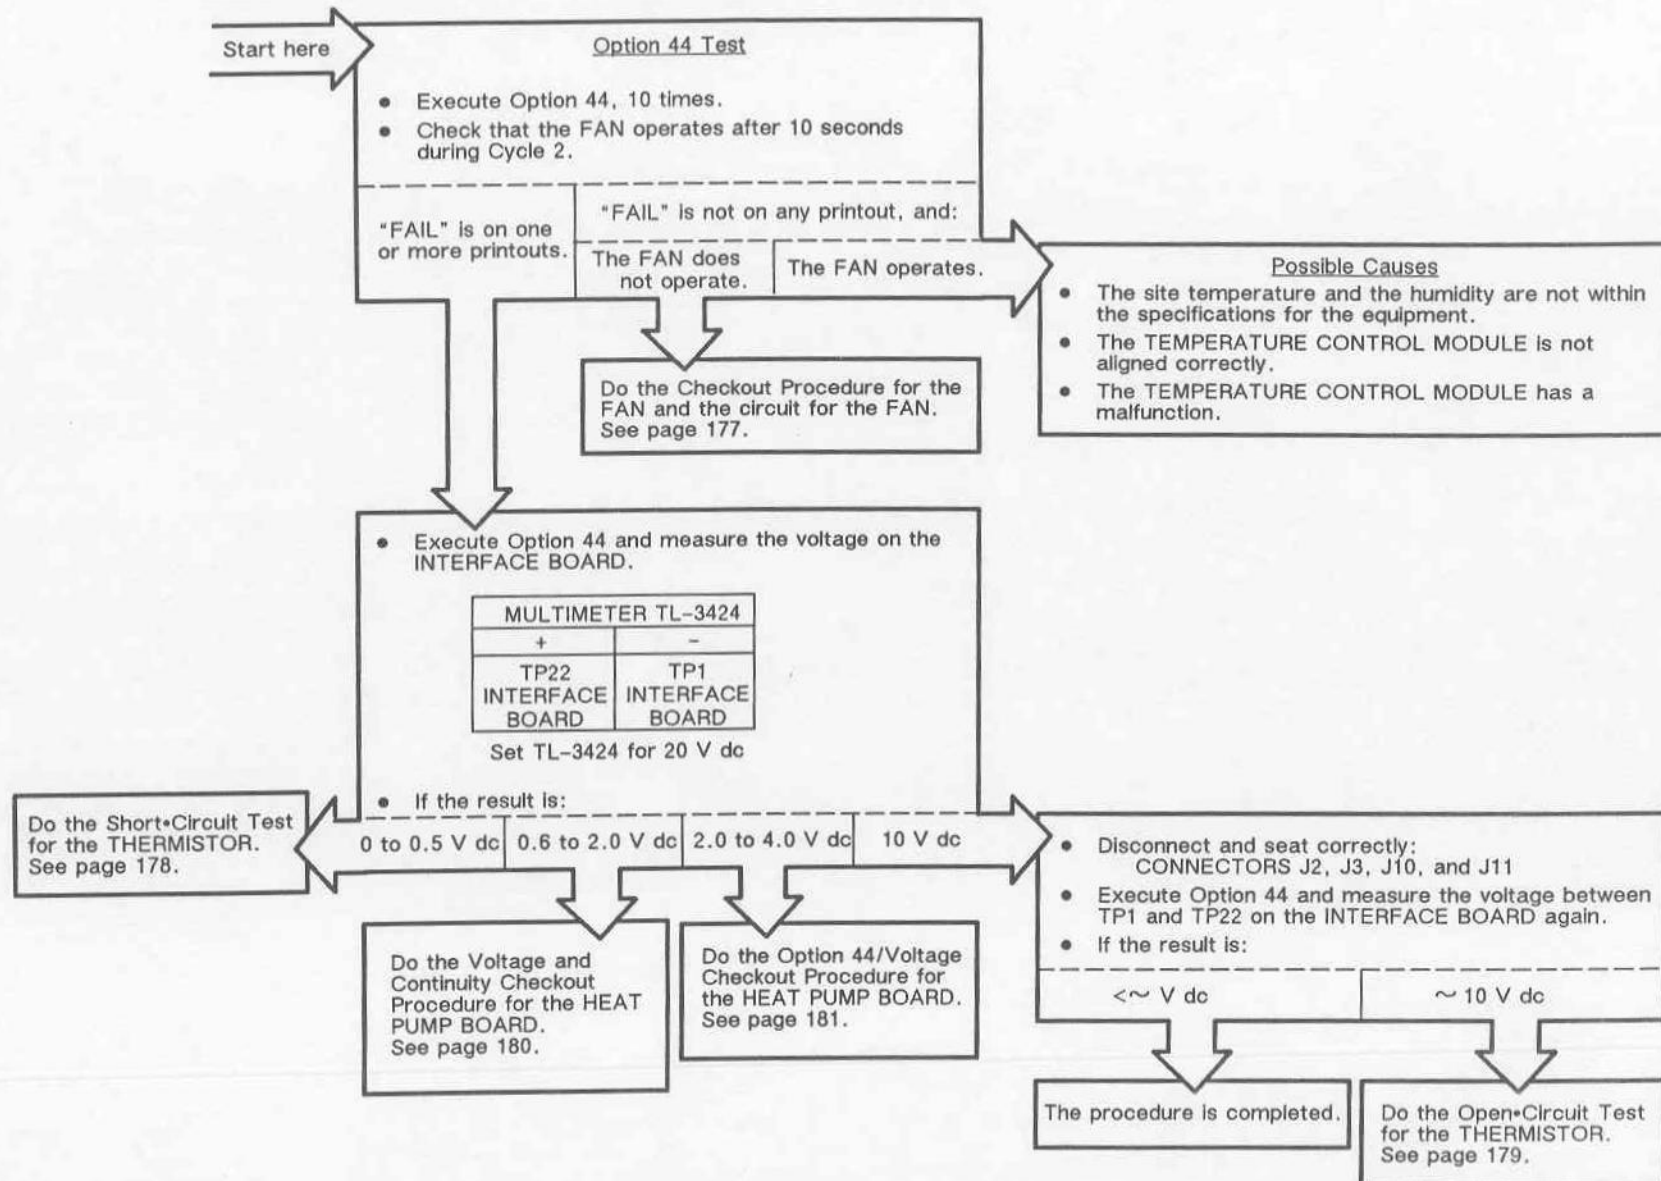 Start here
Option 44 Test
• Execute Option 44, 10 times.
• Check that the FAN operates after 10 seconds
during Cycle 2.
"FAIL" is on one
or more printouts.
"FAIL" is not on any printout, and:
The FAN does
not operate.
The FAN operates.
Possible Causes
• The site temperature and the humidity are not within
the specifications for the equipment.
• The TEMPERATURE CONTROL MODULE is not
aligned correctly.
• The TEMPERATURE CONTROL MODULE has a
malfunction.
Do the Checkout Procedure for the
FAN and the circuit for the FAN.
See page 177.
• Execute Option 44 and measure the voltage on the
INTERFACE BOARD.
MULTIMETER TL-3424
+ -
TP22 TP1
INTERFACE INTERFACE
BOARD BOARD
Set TL-3424 for 20 V dc
• If the result is:
0 to 0.5 V dc 0.6 to 2.0 V dc 2.0 to 4.0 V dc 10 V dc
Do the Short•Circuit Test
for the THERMISTOR.
See page 178.
Do the Voltage and
Continuity Checkout
Procedure for the HEAT
PUMP BOARD.
See page 180.
Do the Option 44/Voltage
Checkout Procedure for
the HEAT PUMP BOARD.
See page 181.
• Disconnect and seat correctly:
CONNECTORS J2, J3, J10, and J11
• Execute Option 44 and measure the voltage between
TP1 and TP22 on the INTERFACE BOARD again.
• If the result is:
<~ V dc ~ 10 V dc
The procedure is completed.
Do the Open•Circuit Test
for the THERMISTOR.
See page 179.